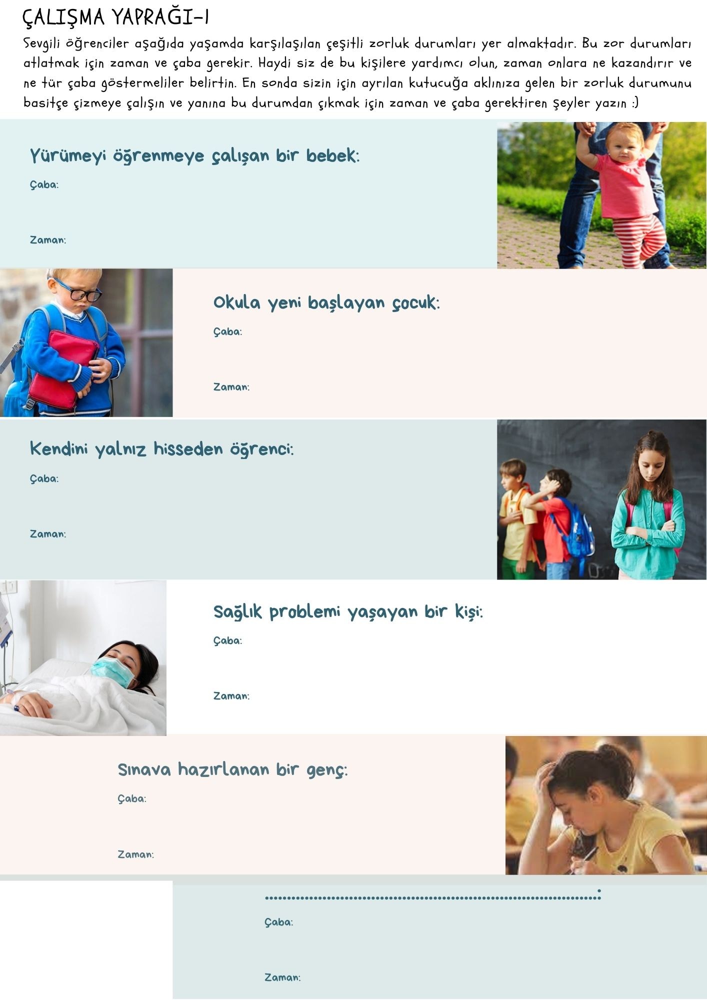 ÇALIŞMA YAPRAĞI-1
Sevgili öğrenciler aşağıda yaşamda karşılaşılan çeşitli zorluk durumları yer almaktadır. Bu zor durumları
atlatmak için zaman ve çaba gerekir. Haydi siz de bu kişilere yardımcı olun, zaman onlara ne kazandırır ve
ne tür çaba göstermeliler belirtin. En sonda sizin için ayrılan kutucuğa aklınıza gelen bir zorluk durumunu
basitçe çizmeye çalışın ve yanına bu durumdan çıkmak için zaman ve çaba gerektiren şeyler yazın :)
Yürümeyi öğrenmeye çalışan bir bebek:
Çaba:
Zaman:
Okula yeni başlayan çocuk:
Çaba:
Zaman:
Kendini yalnız hisseden öğrenci:
Çaba:
Zaman:
Sağlık problemi yaşayan bir kişi:
Çaba:
Zaman:
Sınava hazırlanan bir genç:
Çaba:
Zaman:
..............................................................................:
Çaba:
Zaman: